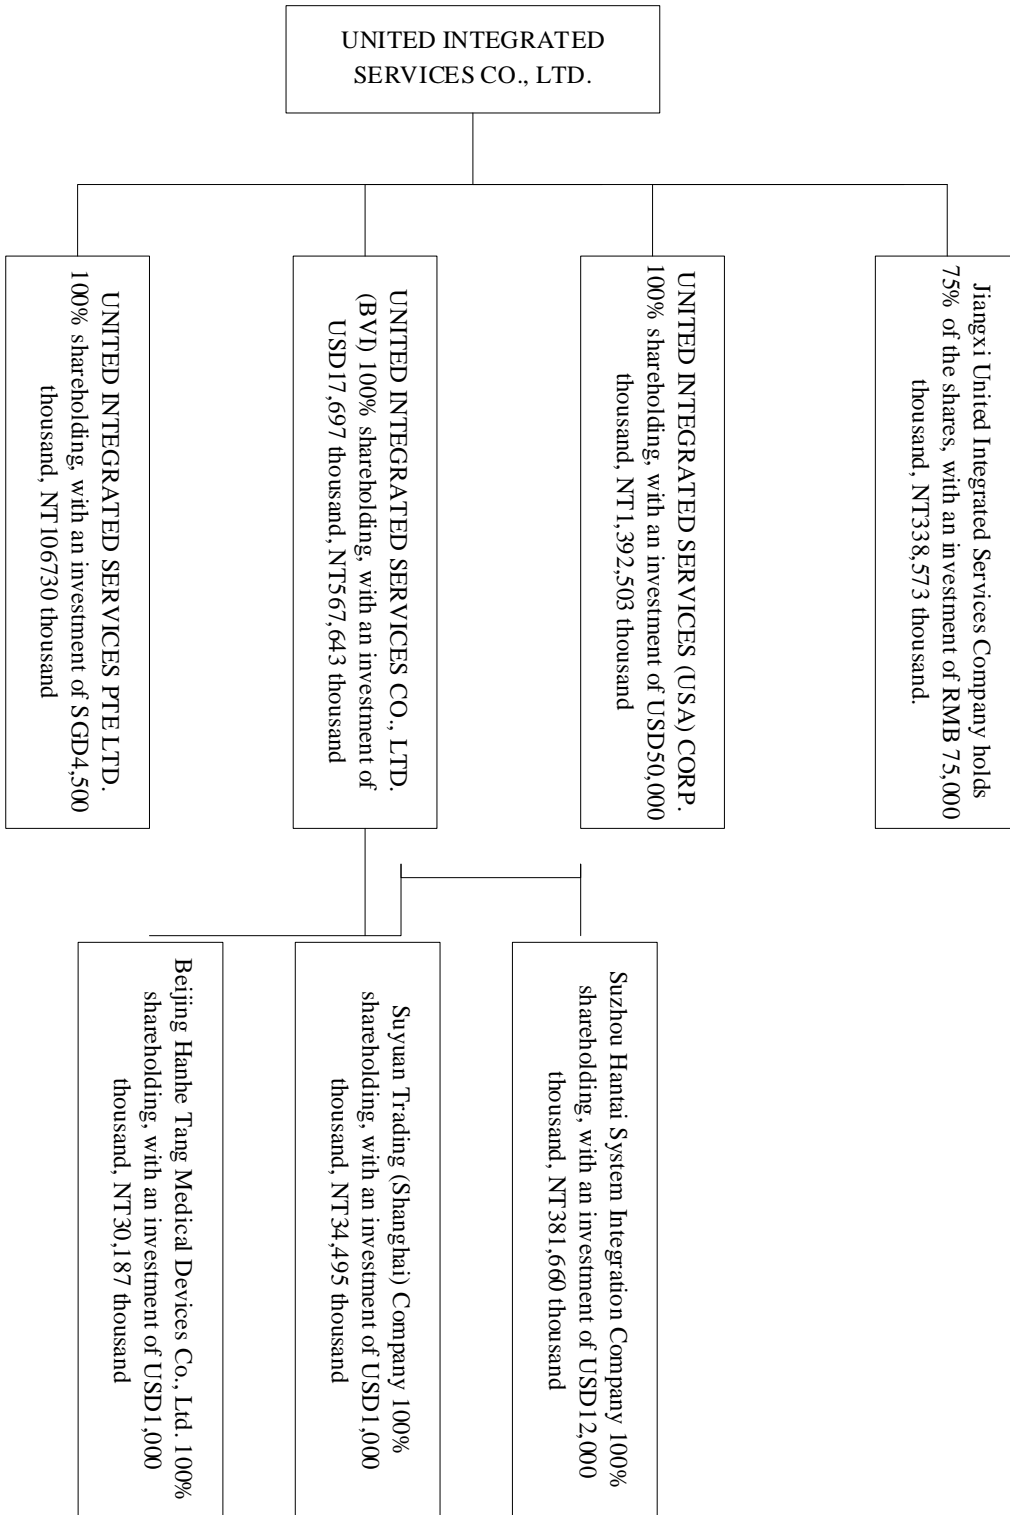 UNITED INTEGRATED
SERVICES CO., LTD.
UNITED INTEGRATED SERVICES PTE LTD.
100% shareholding, with an investment of SGD4,500
thousand, NT106730 thousand
UNITED INTEGRATED SERVICES CO., LTD.
(BVI) 100% shareholding, with an investment of
USD17,697 thousand, NT567,643 thousand
UNITED INTEGRATED SERVICES (USA) CORP.
100% shareholding, with an investment of USD50,000
thousand, NT1,392,503 thousand
Jiangxi United Integrated Services Company holds
75% of the shares, with an investment of RMB 75,000
thousand, NT338,573 thousand.
Beijing Hanhe Tang Medical Devices Co., Ltd. 100%
shareholding, with an investment of USD1,000
thousand, NT30,187 thousand
Suyuan Trading (Shanghai) Company 100%
shareholding, with an investment of USD1,000
thousand, NT34,495 thousand
Suzhou Hantai System Integration Company 100%
shareholding, with an investment of USD12,000
thousand, NT381,660 thousand